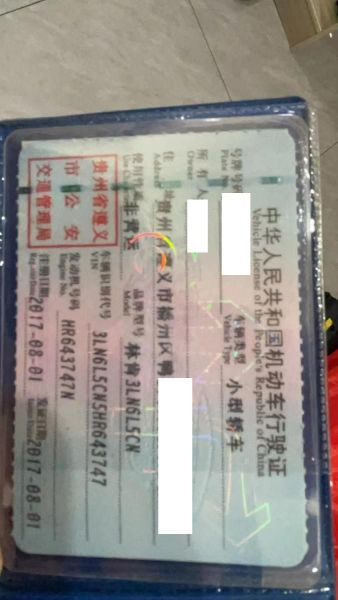 中华人民共和国机动车行驶证
Vehicle License of the People's Republic of China
号牌号码
Plate No.
车辆类型 小型轿车
Vehicle Type
所有人
Owner
住址 贵州 遵义市播州区鸭
Address
使用性质 非营运
Use Character
品牌型号 林肯3LN6L5CN
Model
贵州省遵义
市公安
交通管理局
车辆识别代号 3LN6L5CN5HR643747
VIN
发动机号码 HR643747N
Engine No.
注册日期 2017-08-01
Register Date
发证日期 2017-08-01
Issue Date